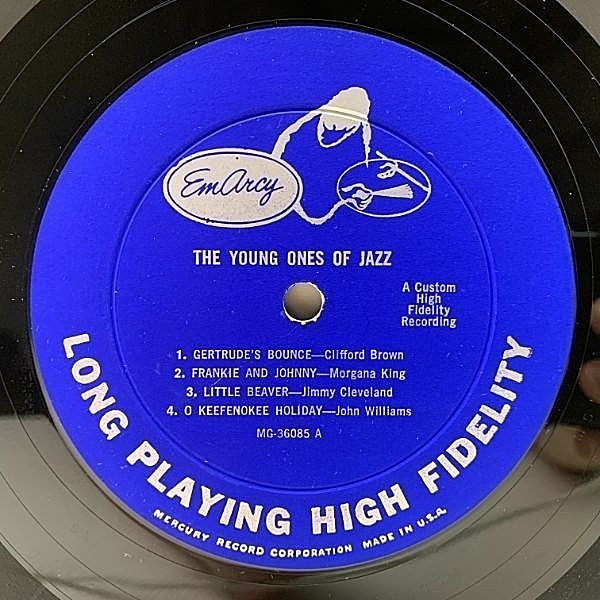 EmArcy
THE YOUNG ONES OF JAZZ
A Custom
High
Fidelity
Recording
1. GERTRUDE'S BOUNCE—Clifford Brown
2. FRANKIE AND JOHNNY—Morgana King
3. LITTLE BEAVER—Jimmy Cleveland
4. O KEEFENOKEE HOLIDAY—John Williams
MG-36085 A
LONG PLAYING HIGH FIDELITY
MERCURY RECORD CORPORATION MADE IN U.S.A.